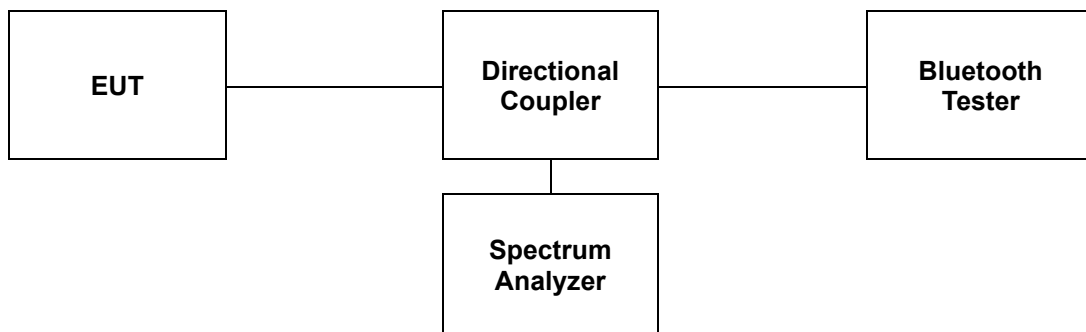 EUT
Directional
Coupler
Bluetooth
Tester
Spectrum
Analyzer